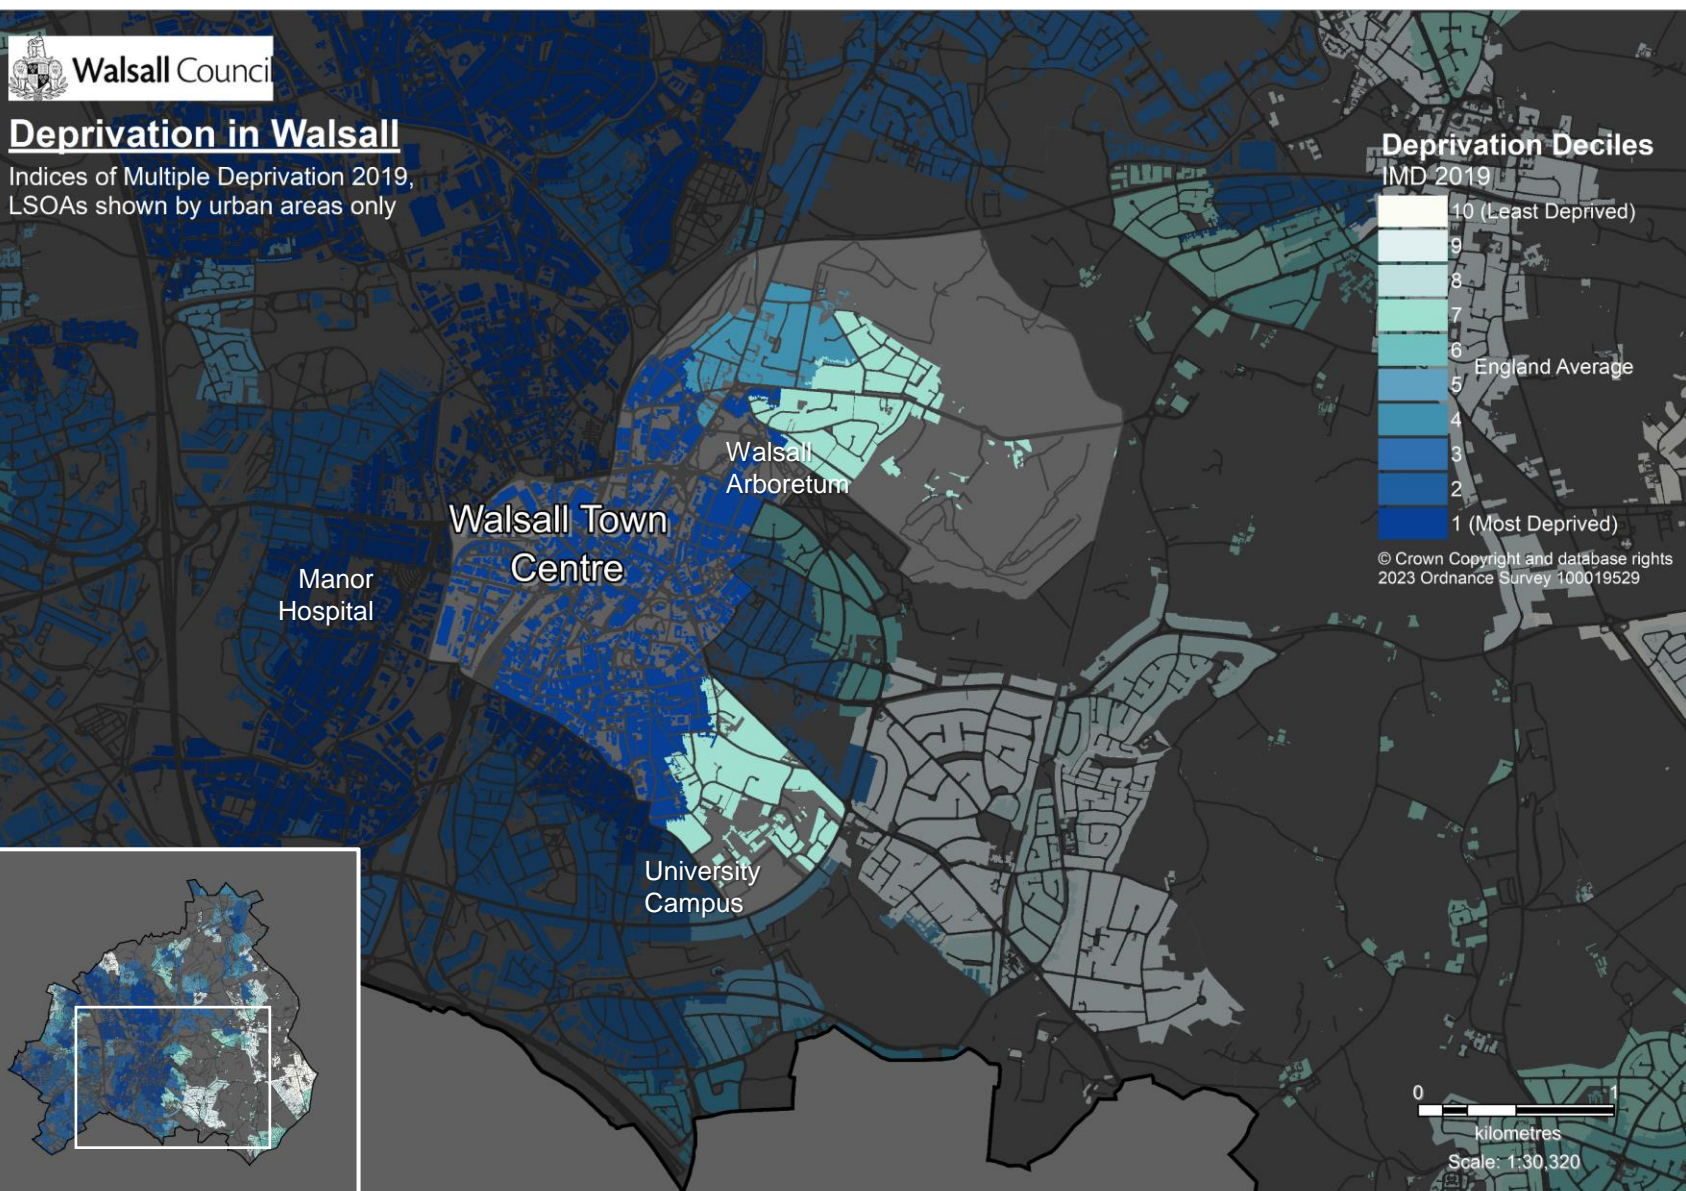 Walsall Council
Deprivation in Walsall
Indices of Multiple Deprivation 2019,
LSOAs shown by urban areas only
Deprivation Deciles
IMD 2019
10 (Least Deprived)
9
8
7
6
England Average
5
4
3
2
1 (Most Deprived)
© Crown Copyright and database rights
2023 Ordnance Survey 100019529
Walsall
Arboretum
Walsall Town
Centre
Manor
Hospital
University
Campus
0 1
kilometres
Scale: 1:30,320